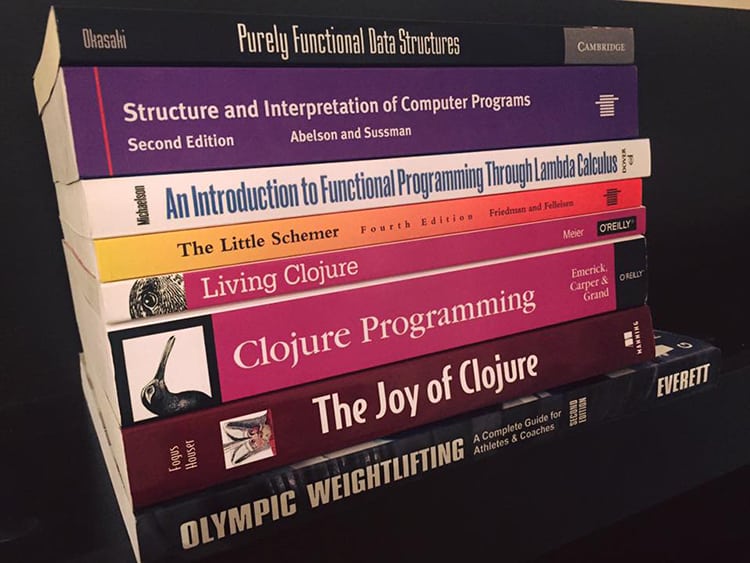 Okasaki Purely Functional Data Structures CAMBRIDGE
Structure and Interpretation of Computer Programs
Second Edition Abelson and Sussman
Michaelson An Introduction to Functional Programming Through Lambda Calculus DOVER
The Little Schemer Fourth Edition Friedman and Felleisen
Living Clojure Meier O'REILLY
Clojure Programming Emerick, Carper & Grand O'REILLY
Fogus Houser The Joy of Clojure MANNING
OLYMPIC WEIGHTLIFTING A Complete Guide for Athletes & Coaches SECOND EDITION EVERETT